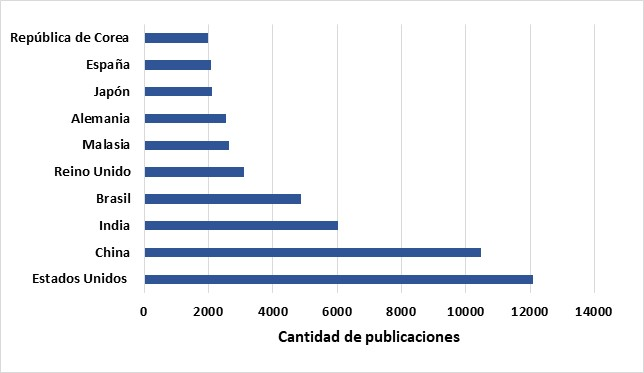 República de Corea
España
Japón
Alemania
Malasia
Reino Unido
Brasil
India
China
Estados Unidos
0 2000 4000 6000 8000 10000 12000 14000
Cantidad de publicaciones